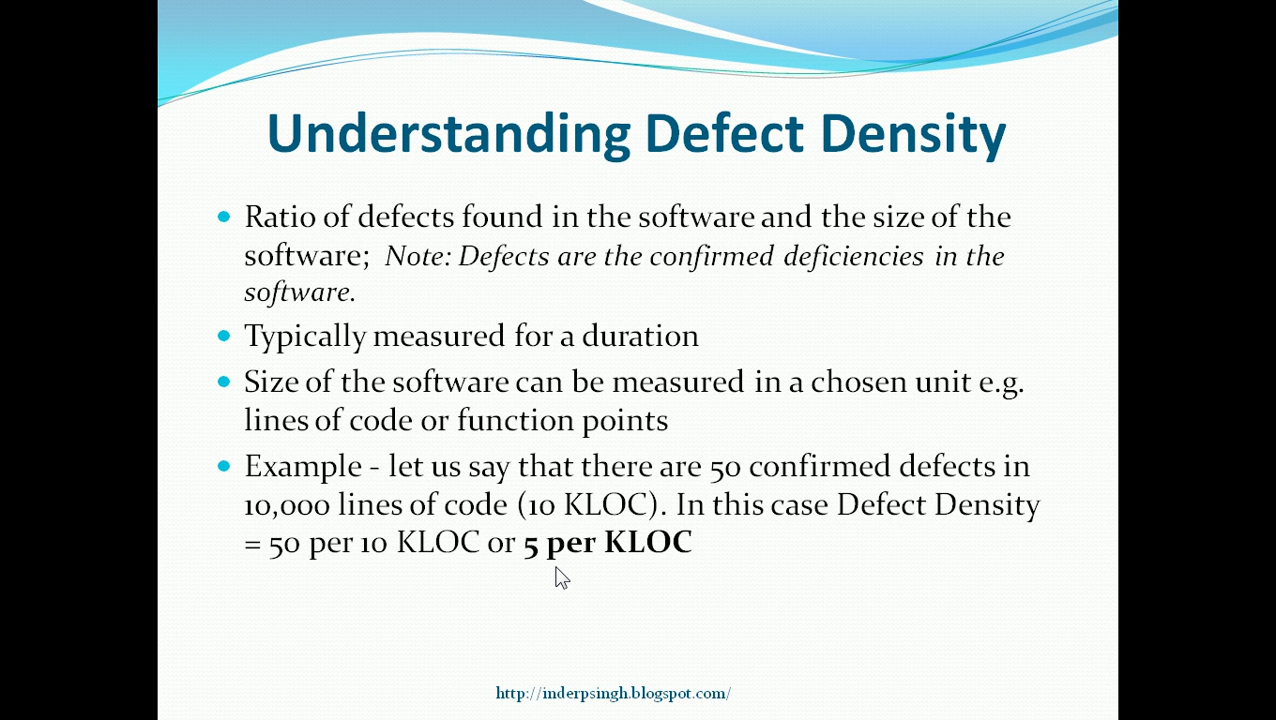 Understanding Defect Density
Ratio of defects found in the software and the size of the
software; Note: Defects are the confirmed deficiencies in the
software.
Typically measured for a duration
Size of the software can be measured in a chosen unit e.g.
lines of code or function points
Example - let us say that there are 50 confirmed defects in
10,000 lines of code (10 KLOC). In this case Defect Density
= 50 per 10 KLOC or 5 per KLOC
http://inderpsingh.blogspot.com/